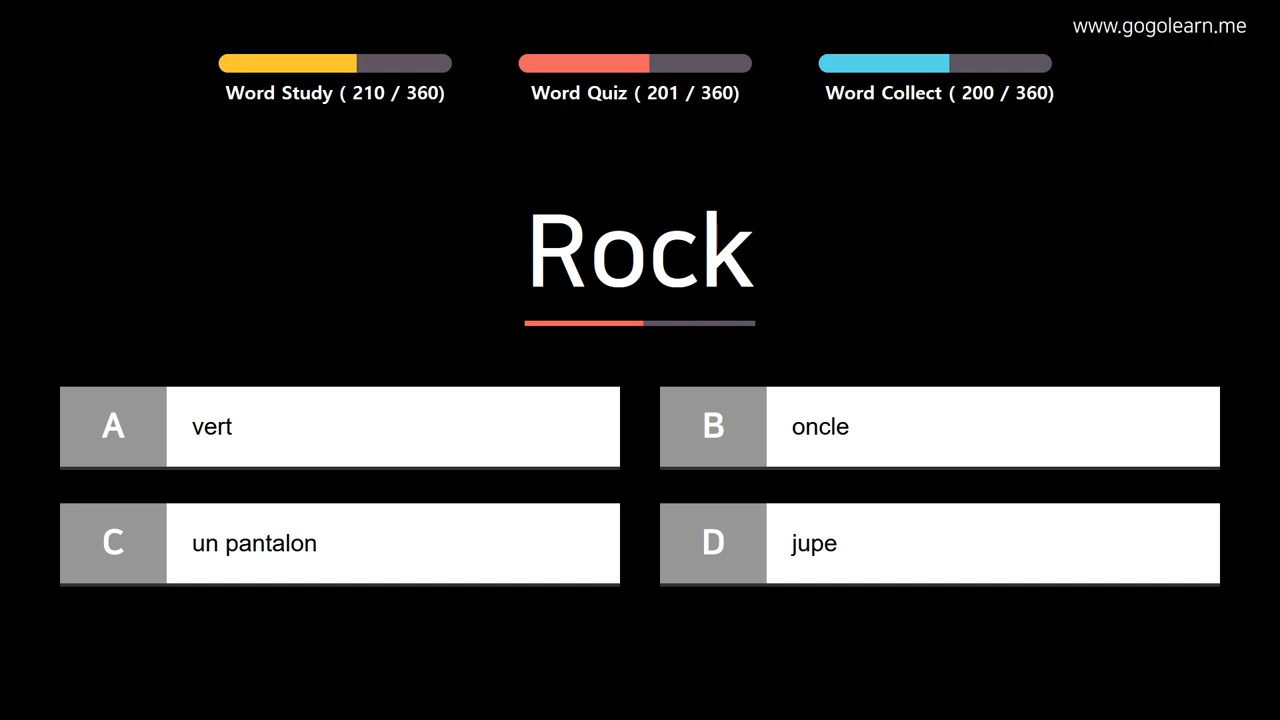 www.gogolearn.me
Word Study ( 210 / 360)
Word Quiz ( 201 / 360)
Word Collect ( 200 / 360)
Rock
A vert
B oncle
C un pantalon
D jupe